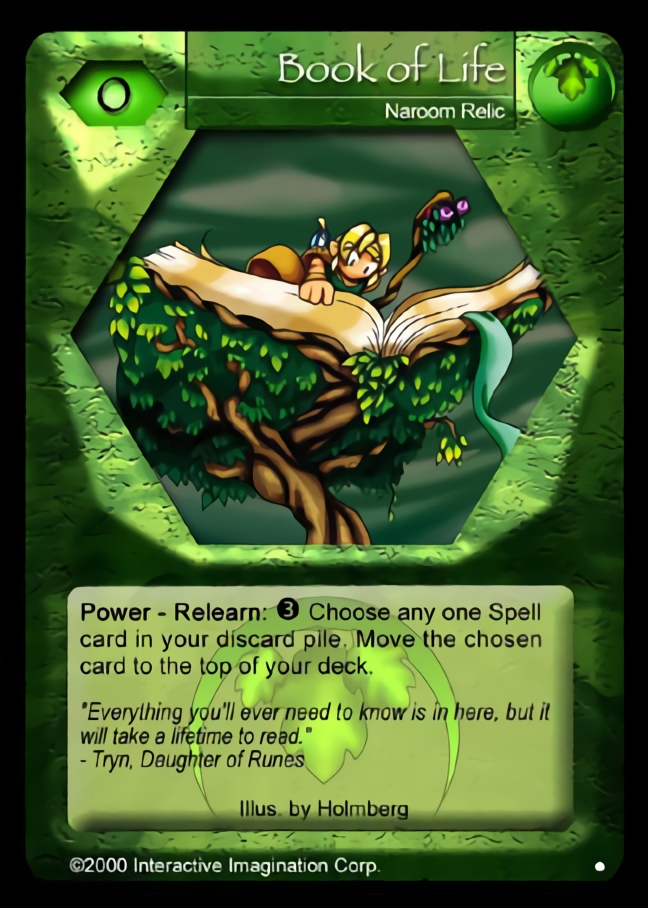 0
Book of Life
Naroom Relic
Power - Relearn: ❸ Choose any one Spell
card in your discard pile. Move the chosen
card to the top of your deck.
"Everything you'll ever need to know is in here, but it
will take a lifetime to read."
- Tryn, Daughter of Runes
Illus. by Holmberg
©2000 Interactive Imagination Corp.